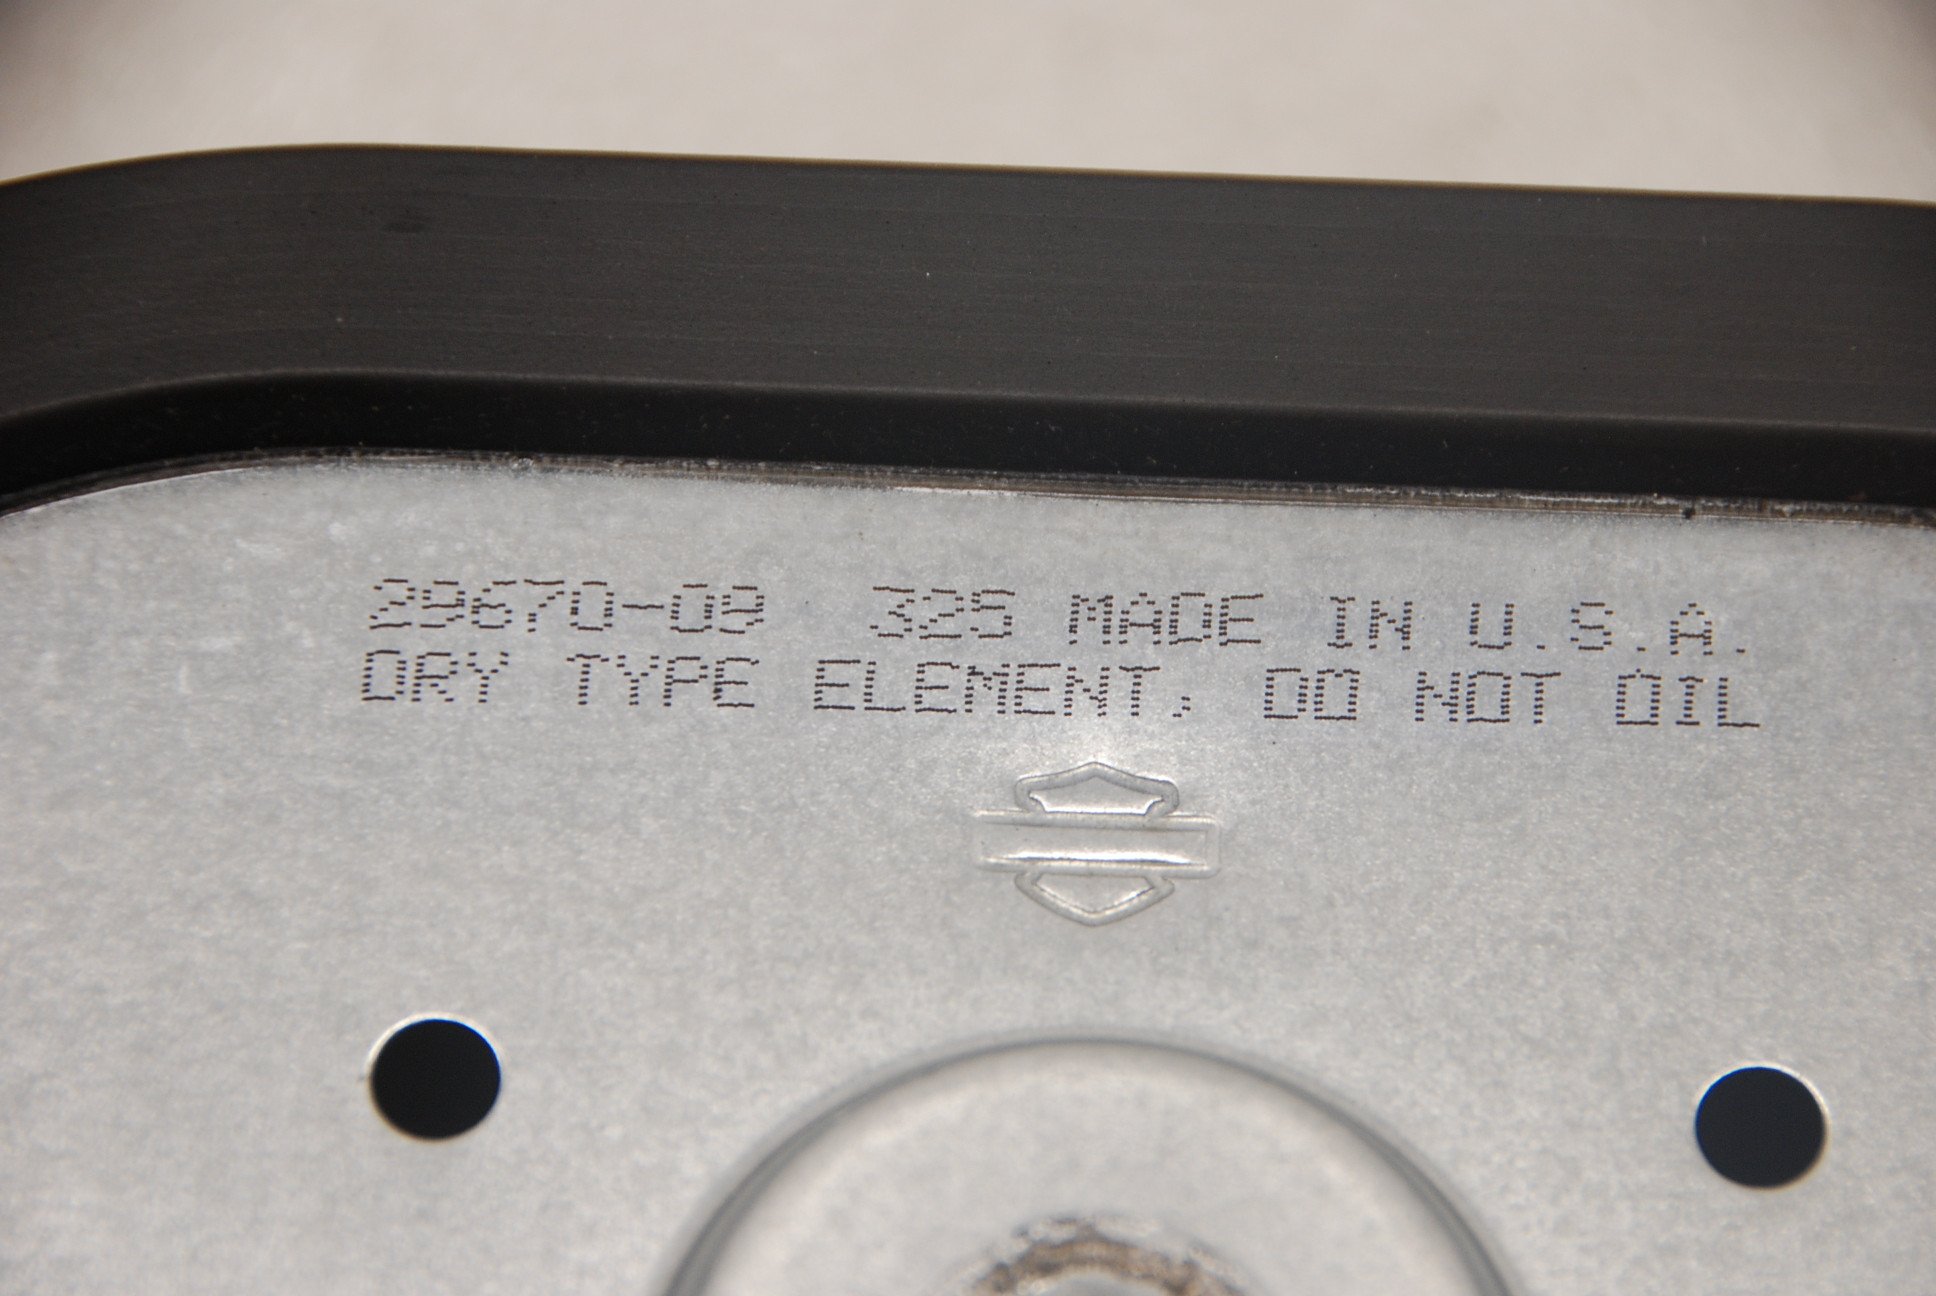 29670-09  325 MADE IN U.S.A.
DRY TYPE ELEMENT, DO NOT OIL